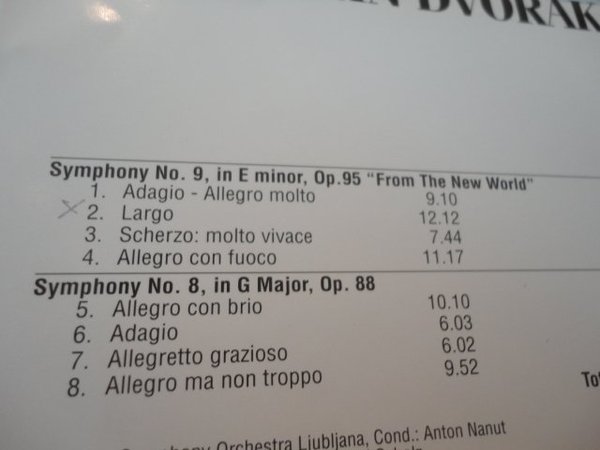 DVORAK
Symphony No. 9, in E minor, Op.95 "From The New World"
1. Adagio - Allegro molto 9.10
2. Largo 12.12
3. Scherzo: molto vivace 7.44
4. Allegro con fuoco 11.17
Symphony No. 8, in G Major, Op. 88
5. Allegro con brio 10.10
6. Adagio 6.03
7. Allegretto grazioso 6.02
8. Allegro ma non troppo 9.52
Symphony Orchestra Ljubljana, Cond.: Anton Nanut